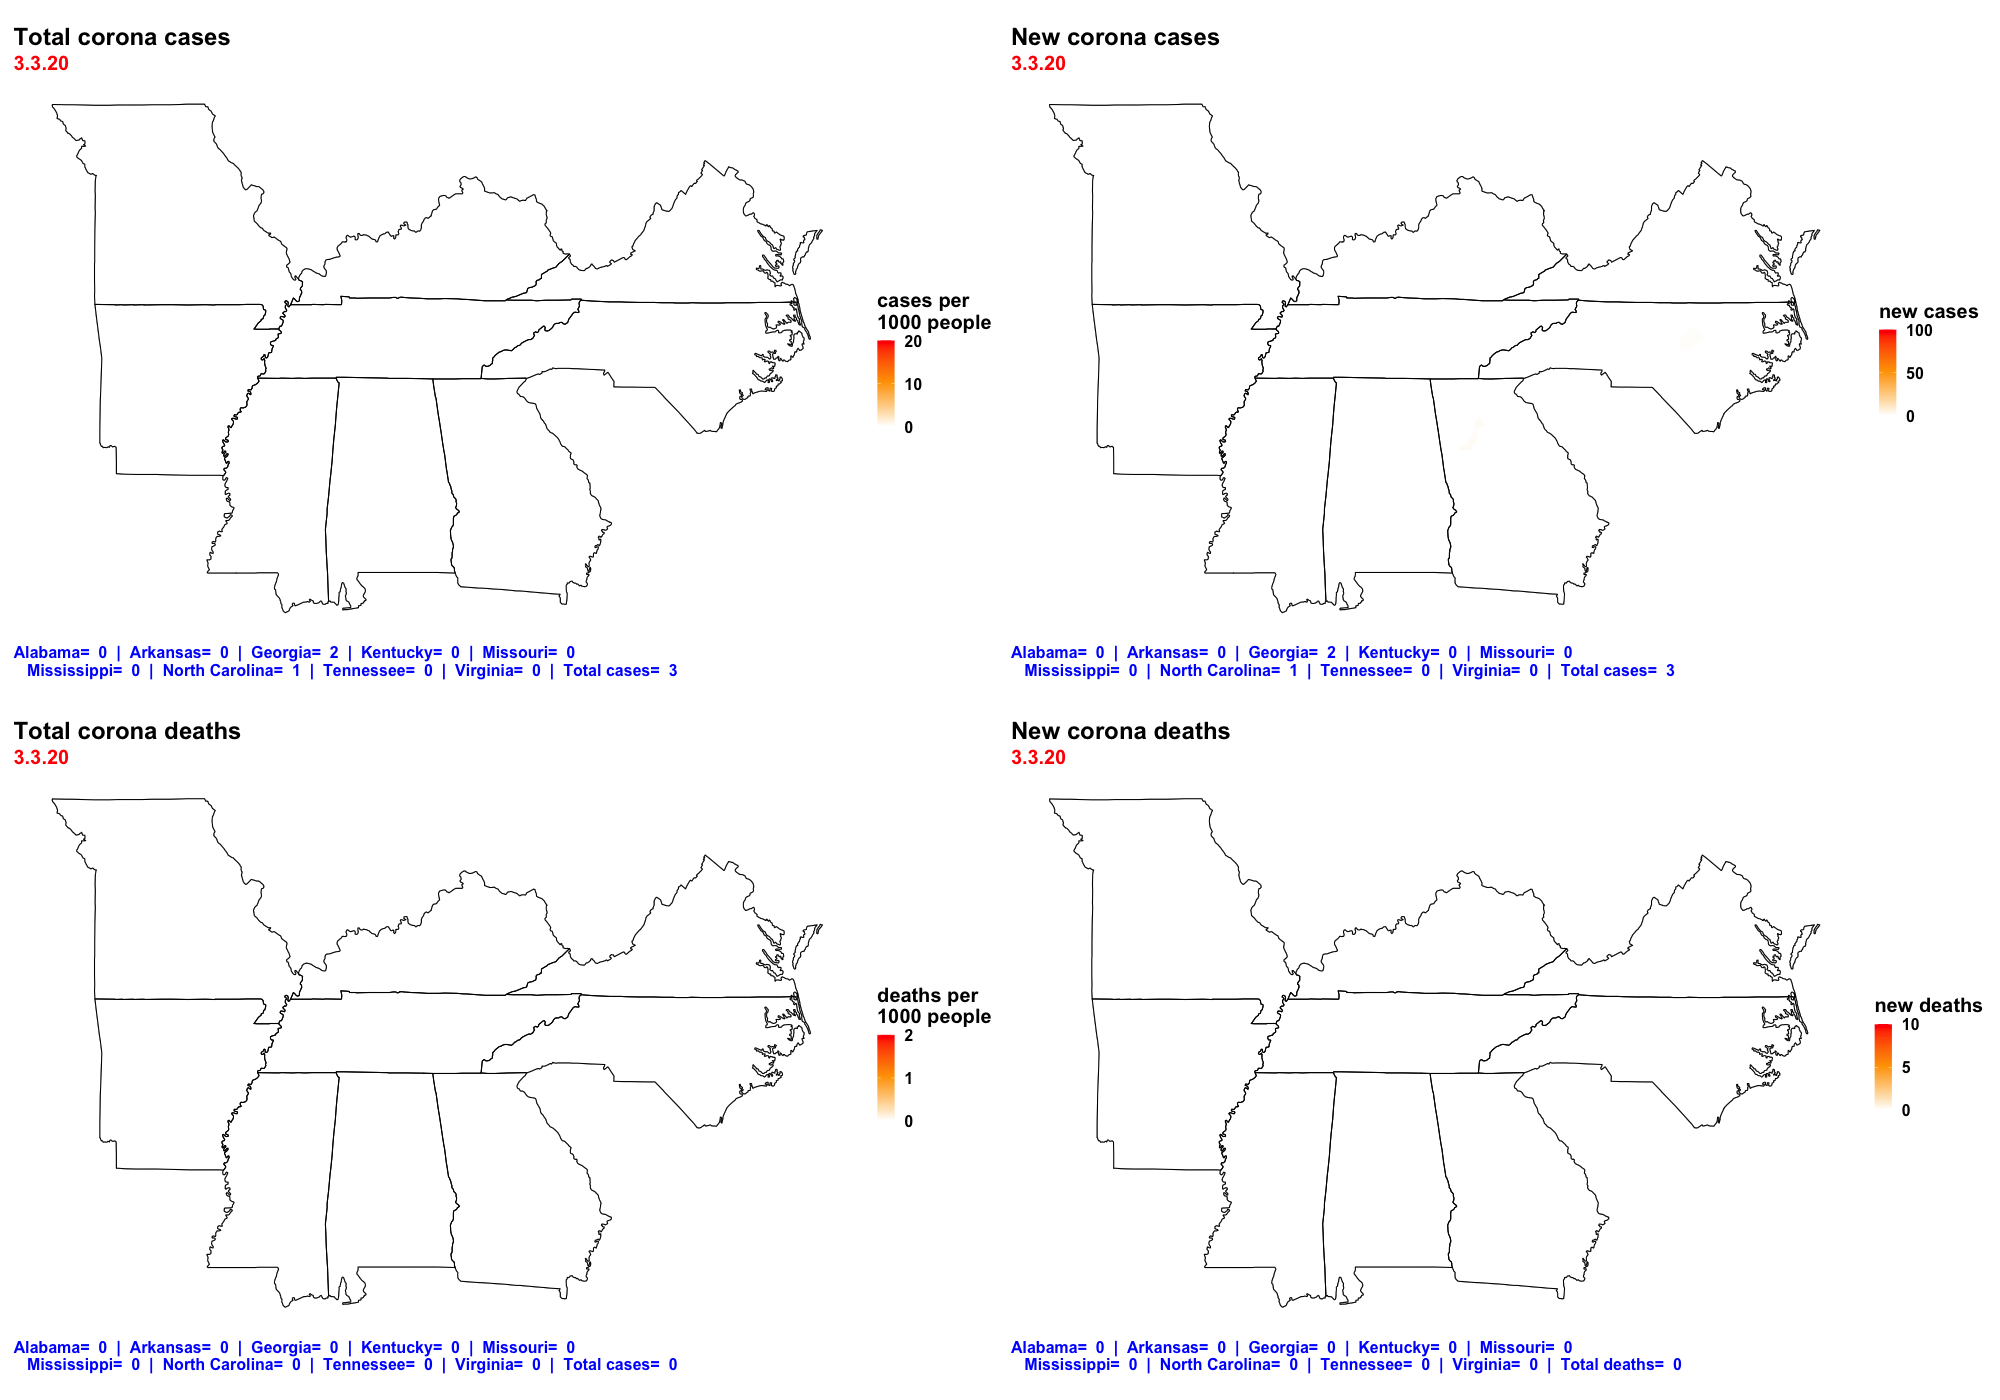 Total corona cases
3.3.20
cases per
1000 people
20
10
0
Alabama= 0 | Arkansas= 0 | Georgia= 2 | Kentucky= 0 | Missouri= 0
Mississippi= 0 | North Carolina= 1 | Tennessee= 0 | Virginia= 0 | Total cases= 3
New corona cases
3.3.20
new cases
100
50
0
Alabama= 0 | Arkansas= 0 | Georgia= 2 | Kentucky= 0 | Missouri= 0
Mississippi= 0 | North Carolina= 1 | Tennessee= 0 | Virginia= 0 | Total cases= 3
Total corona deaths
3.3.20
deaths per
1000 people
2
1
0
Alabama= 0 | Arkansas= 0 | Georgia= 0 | Kentucky= 0 | Missouri= 0
Mississippi= 0 | North Carolina= 0 | Tennessee= 0 | Virginia= 0 | Total cases= 0
New corona deaths
3.3.20
new deaths
10
5
0
Alabama= 0 | Arkansas= 0 | Georgia= 0 | Kentucky= 0 | Missouri= 0
Mississippi= 0 | North Carolina= 0 | Tennessee= 0 | Virginia= 0 | Total deaths= 0